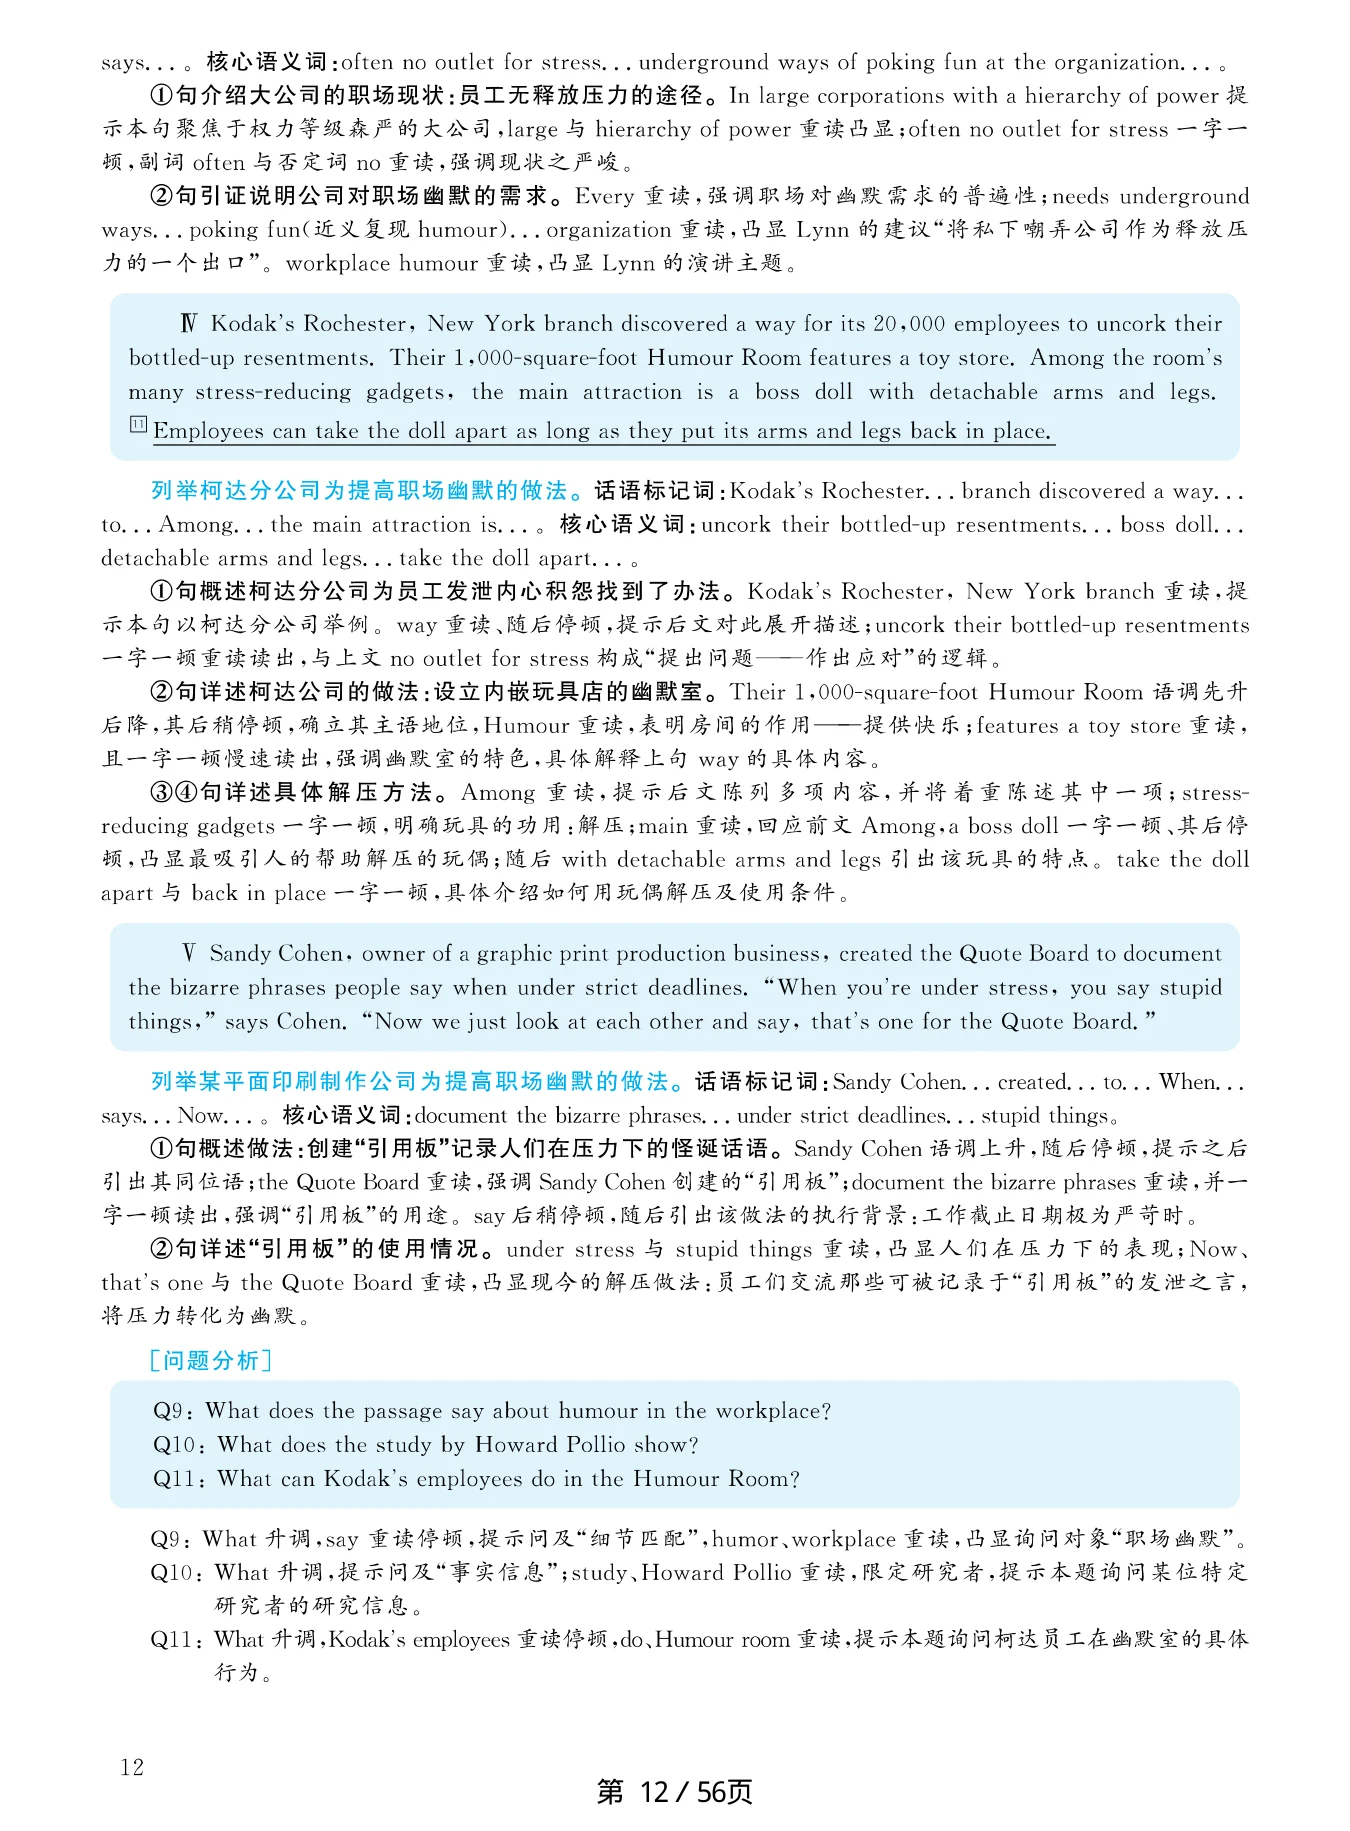 says...。核心语义词:often no outlet for stress...underground ways of poking fun at the organization...。
①句介绍大公司的职场现状:员工无释放压力的途径。In large corporations with a hierarchy of power 提
示本句聚焦于权力等级森严的大公司,large 与 hierarchy of power 重读凸显;often no outlet for stress 一字一
顿,副词 often 与否定词 no 重读,强调现状之严峻。
②句引证说明公司对职场幽默的需求。Every 重读,强调职场对幽默需求的普遍性;needs underground
ways...poking fun(近义复现 humour)...organization 重读,凸显 Lynn 的建议“将私下嘲弄公司作为释放压
力的一个出口”。workplace humour 重读,凸显 Lynn 的演讲主题。
Ⅳ Kodak's Rochester, New York branch discovered a way for its 20,000 employees to uncork their
bottled-up resentments. Their 1,000-square-foot Humour Room features a toy store. Among the room's
many stress-reducing gadgets, the main attraction is a boss doll with detachable arms and legs.
[11] Employees can take the doll apart as long as they put its arms and legs back in place.
列举柯达分公司为提高职场幽默的做法。话语标记词:Kodak's Rochester...branch discovered a way...
to...Among...the main attraction is...。核心语义词:uncork their bottled-up resentments...boss doll...
detachable arms and legs...take the doll apart...。
①句概述柯达分公司为员工发泄内心积怨找到了办法。Kodak's Rochester, New York branch 重读,提
示本句以柯达分公司举例。way 重读、随后停顿,提示后文对此展开描述;uncork their bottled-up resentments
一字一顿重读读出,与上文 no outlet for stress 构成“提出问题——作出应对”的逻辑。
②句详述柯达公司的做法:设立内嵌玩具店的幽默室。Their 1,000-square-foot Humour Room 语调先升
后降,其后稍停顿,确立其主语地位,Humour 重读,表明房间的作用——提供快乐;features a toy store 重读,
且一字一顿慢速读出,强调幽默室的特色,具体解释上句 way 的具体内容。
③④句详述具体解压方法。Among 重读,提示后文陈列多项内容,并将着重陈述其中一项;stress-
reducing gadgets 一字一顿,明确玩具的功用:解压;main 重读,回应前文 Among,a boss doll 一字一顿、其后停
顿,凸显最吸引人的帮助解压的玩偶;随后 with detachable arms and legs 引出该玩具的特点。take the doll
apart 与 back in place 一字一顿,具体介绍如何用玩偶解压及使用条件。
Ⅴ Sandy Cohen, owner of a graphic print production business, created the Quote Board to document
the bizarre phrases people say when under strict deadlines. “When you're under stress, you say stupid
things,” says Cohen. “Now we just look at each other and say, that's one for the Quote Board.”
列举某平面印刷制作公司为提高职场幽默的做法。话语标记词:Sandy Cohen...created...to...When...
says...Now...。核心语义词:document the bizarre phrases...under strict deadlines...stupid things。
①句概述做法:创建“引用板”记录人们在压力下的怪诞话语。Sandy Cohen 语调上升,随后停顿,提示之后
引出其同位语;the Quote Board 重读,强调 Sandy Cohen 创建的“引用板”;document the bizarre phrases 重读,并一
字一顿读出,强调“引用板”的用途。say 后稍停顿,随后引出该做法的执行背景:工作截止日期极为严苛时。
②句详述“引用板”的使用情况。under stress 与 stupid things 重读,凸显人们在压力下的表现;Now、
that's one 与 the Quote Board 重读,凸显现今的解压做法:员工们交流那些可被记录于“引用板”的发泄之言,
将压力转化为幽默。
[问题分析]
Q9: What does the passage say about humour in the workplace?
Q10: What does the study by Howard Pollio show?
Q11: What can Kodak's employees do in the Humour Room?
Q9: What 升调,say 重读停顿,提示问及“细节匹配”,humor、workplace 重读,凸显询问对象“职场幽默”。
Q10: What 升调,提示问及“事实信息”;study、Howard Pollio 重读,限定研究者,提示本题询问某位特定
研究者的研究信息。
Q11: What 升调,Kodak's employees 重读停顿,do、Humour room 重读,提示本题询问柯达员工在幽默室的具体
行为。
12
第 12 / 56页